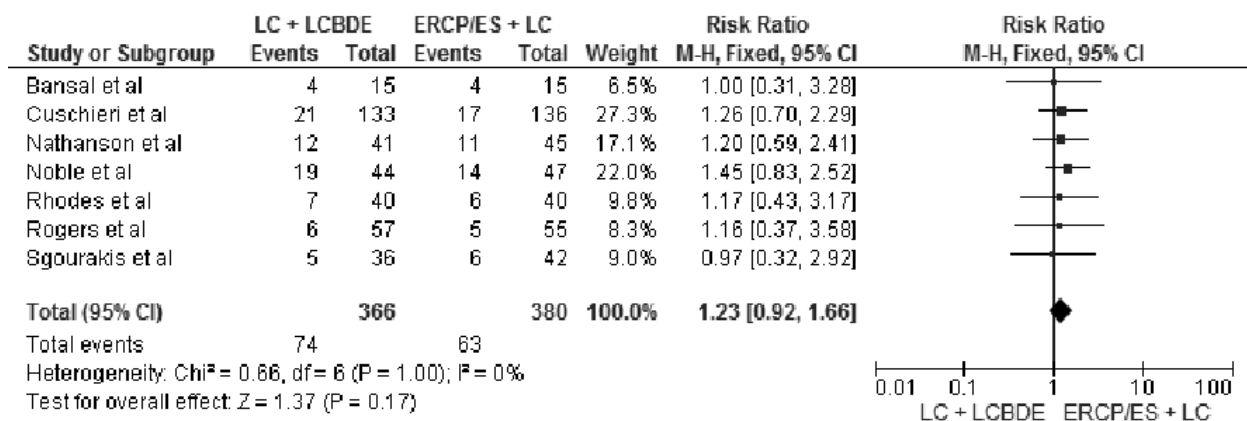 LC + LCBDE ERCP/ES + LC Risk Ratio Risk Ratio
Study or Subgroup Events Total Events Total Weight M-H, Fixed, 95% CI M-H, Fixed, 95% CI
Bansal et al 4 15 4 15 6.5% 1.00 [0.31, 3.28]
Cuschieri et al 21 133 17 136 27.3% 1.26 [0.70, 2.29]
Nathanson et al 12 41 11 45 17.1% 1.20 [0.59, 2.41]
Noble et al 19 44 14 47 22.0% 1.45 [0.83, 2.52]
Rhodes et al 7 40 6 40 9.8% 1.17 [0.43, 3.17]
Rogers et al 6 57 5 55 8.3% 1.16 [0.37, 3.58]
Sgourakis et al 5 36 6 42 9.0% 0.97 [0.32, 2.92]
Total (95% CI) 366 380 100.0% 1.23 [0.92, 1.66]
Total events 74 63
Heterogeneity: Chi² = 0.66, df = 6 (P = 1.00); I² = 0%
Test for overall effect: Z = 1.37 (P = 0.17)
0.01 0.1 1 10 100
LC + LCBDE ERCP/ES + LC